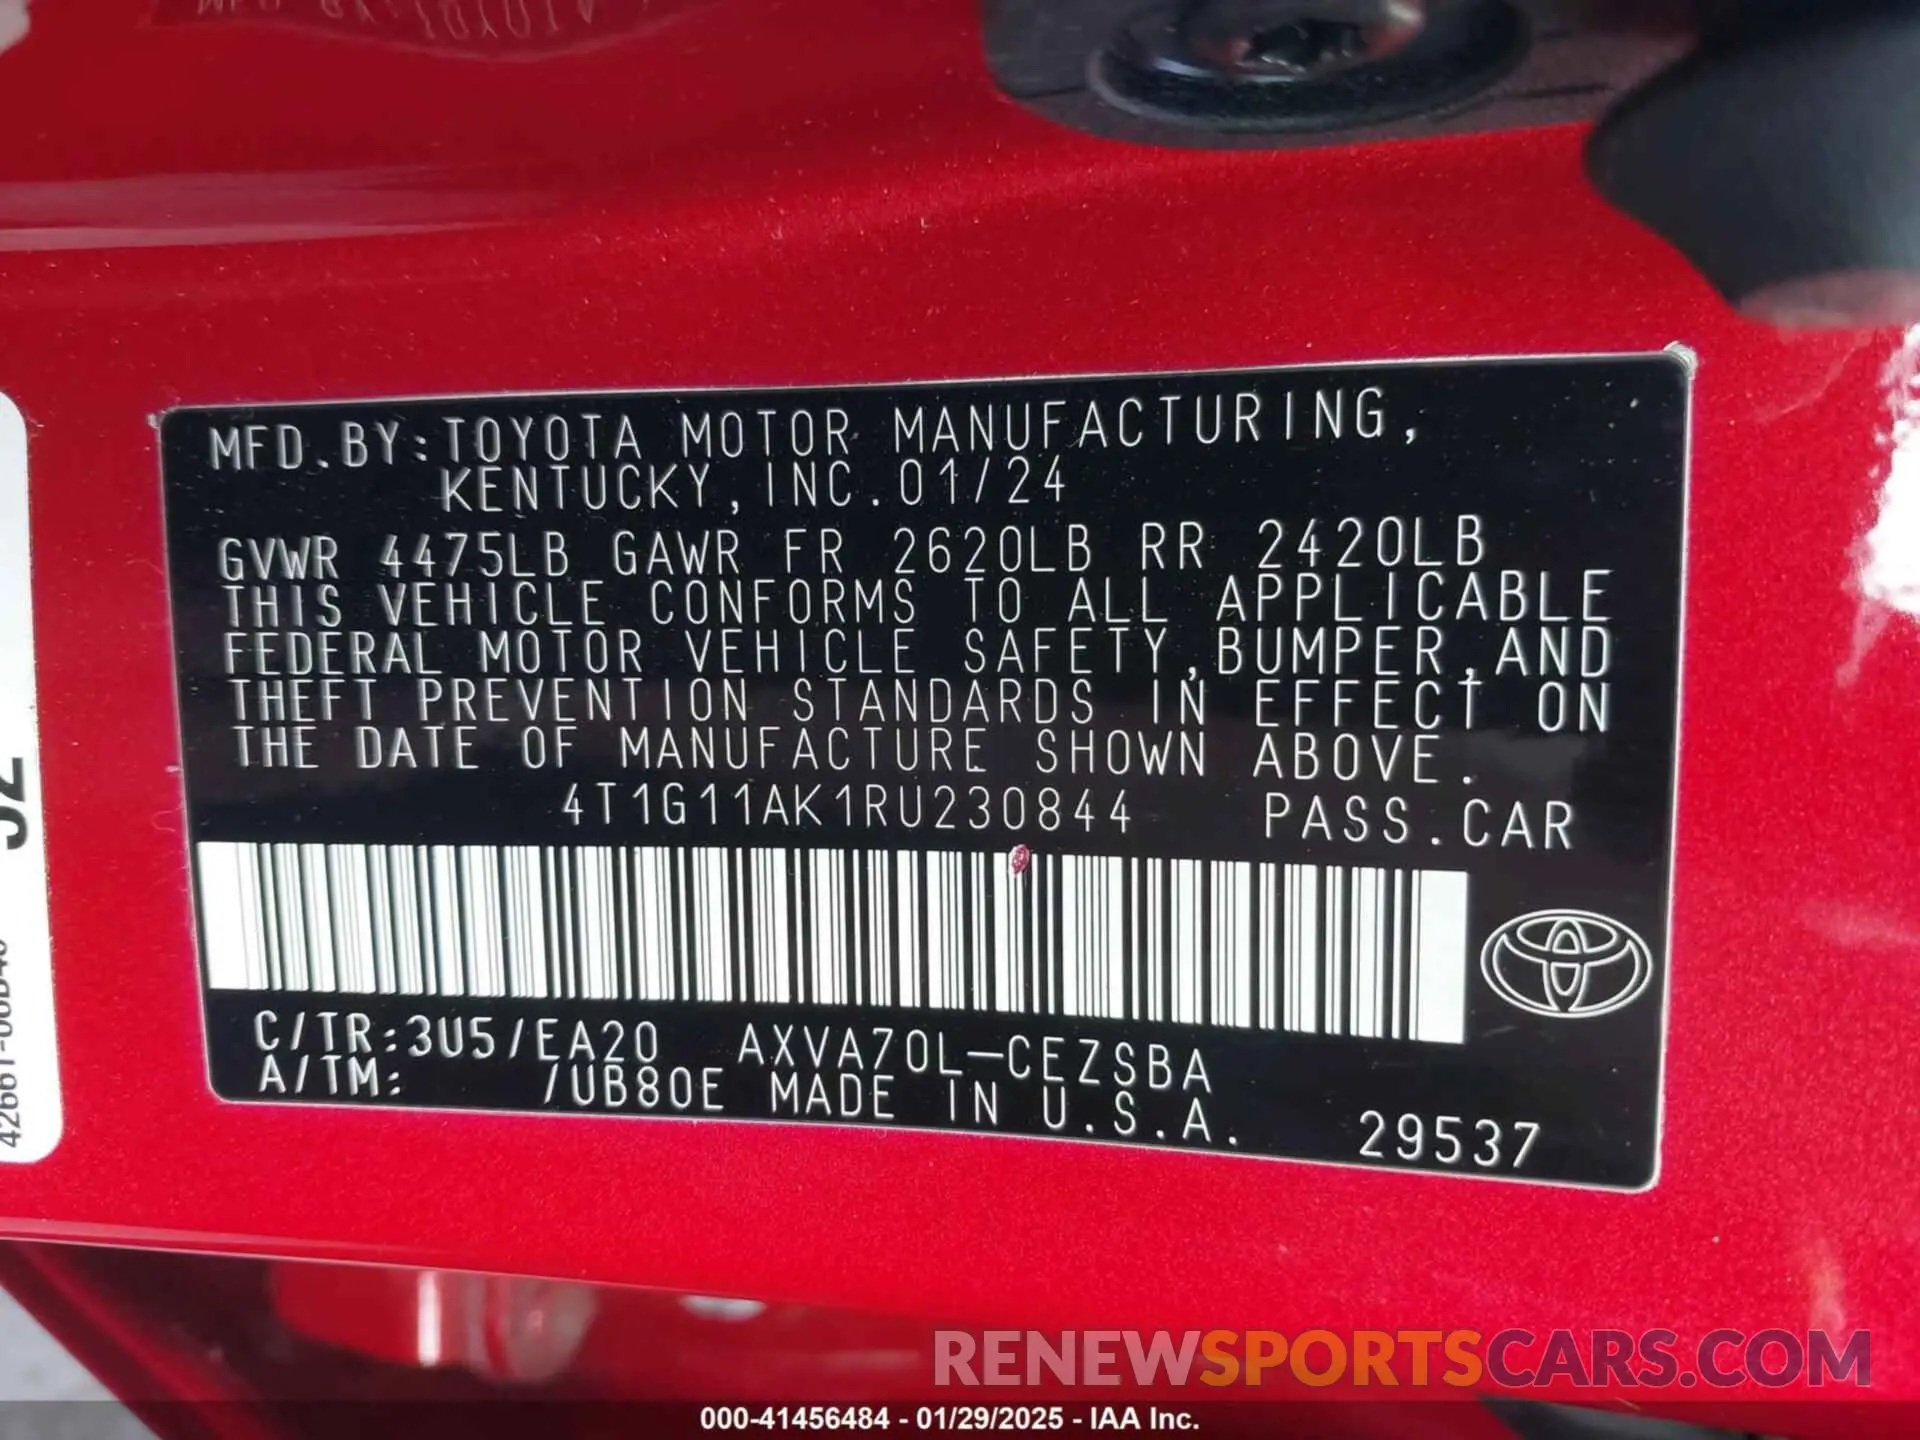 MFD.BY:TOYOTA MOTOR MANUFACTURING,
KENTUCKY, INC. 01/24
GVWR 4475LB GAWR FR 2620LB RR 2420LB
THIS VEHICLE CONFORMS TO ALL APPLICABLE
FEDERAL MOTOR VEHICLE SAFETY,BUMPER,AND
THEFT PREVENTION STANDARDS IN EFFECT ON
THE DATE OF MANUFACTURE SHOWN ABOVE.
4T1G11AK1RU230844 PASS.CAR
C/TR:3U5/EA20 AXVA70L-CEZSBA
A/TM: /UB80E MADE IN U.S.A.
29537
RENEWSPORTSCARS.COM
000-41456484 - 01/29/2025 - IAA Inc.